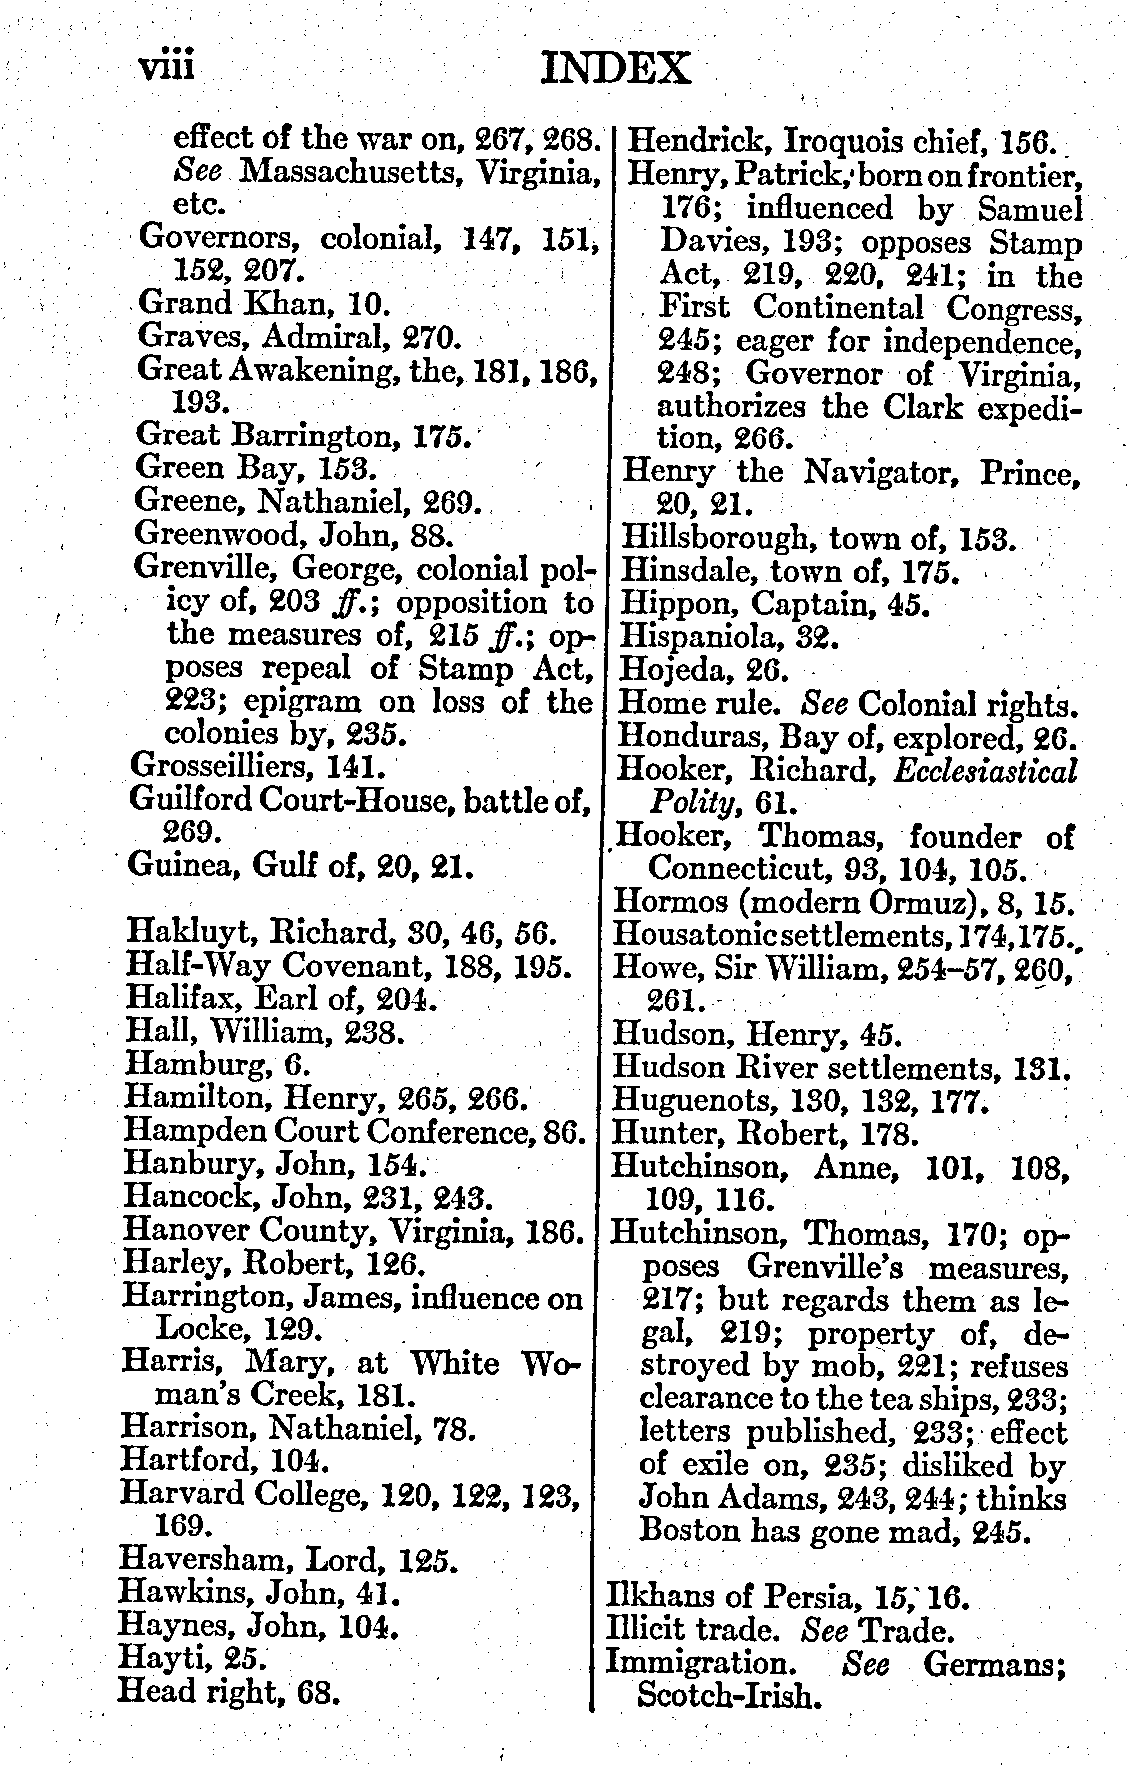 viii INDEX
effect of the war on, 267, 268.
See Massachusetts, Virginia,
etc.
Governors, colonial, 147, 151,
152, 207.
Grand Khan, 10.
Graves, Admiral, 270.
Great Awakening, the, 181, 186,
193.
Great Barrington, 175.
Green Bay, 153.
Greene, Nathaniel, 269.
Greenwood, John, 88.
Grenville, George, colonial pol-
icy of, 203 ff.; opposition to
the measures of, 215 ff.; op-
poses repeal of Stamp Act,
223; epigram on loss of the
colonies by, 235.
Grosseilliers, 141.
Guilford Court-House, battle of,
269.
Guinea, Gulf of, 20, 21.
Hakluyt, Richard, 30, 46, 56.
Half-Way Covenant, 188, 195.
Halifax, Earl of, 204.
Hall, William, 238.
Hamburg, 6.
Hamilton, Henry, 265, 266.
Hampden Court Conference, 86.
Hanbury, John, 154.
Hancock, John, 231, 243.
Hanover County, Virginia, 186.
Harley, Robert, 126.
Harrington, James, influence on
Locke, 129.
Harris, Mary, at White Wo-
man's Creek, 181.
Harrison, Nathaniel, 78.
Hartford, 104.
Harvard College, 120, 122, 123,
169.
Haversham, Lord, 125.
Hawkins, John, 41.
Haynes, John, 104.
Hayti, 25.
Head right, 68.
Hendrick, Iroquois chief, 156.
Henry, Patrick, born on frontier,
176; influenced by Samuel
Davies, 193; opposes Stamp
Act, 219, 220, 241; in the
First Continental Congress,
245; eager for independence,
248; Governor of Virginia,
authorizes the Clark expedi-
tion, 266.
Henry the Navigator, Prince,
20, 21.
Hillsborough, town of, 153.
Hinsdale, town of, 175.
Hippon, Captain, 45.
Hispaniola, 32.
Hojeda, 26.
Home rule. See Colonial rights.
Honduras, Bay of, explored, 26.
Hooker, Richard, Ecclesiastical
Polity, 61.
Hooker, Thomas, founder of
Connecticut, 93, 104, 105.
Hormos (modern Ormuz), 8, 15.
Housatonic settlements, 174, 175.
Howe, Sir William, 254–57, 260,
261.
Hudson, Henry, 45.
Hudson River settlements, 131.
Huguenots, 130, 132, 177.
Hunter, Robert, 178.
Hutchinson, Anne, 101, 108,
109, 116.
Hutchinson, Thomas, 170; op-
poses Grenville's measures,
217; but regards them as le-
gal, 219; property of, de-
stroyed by mob, 221; refuses
clearance to the tea ships, 233;
letters published, 233; effect
of exile on, 235; disliked by
John Adams, 243, 244; thinks
Boston has gone mad, 245.
Ilkhans of Persia, 15, 16.
Illicit trade. See Trade.
Immigration. See Germans;
Scotch-Irish.